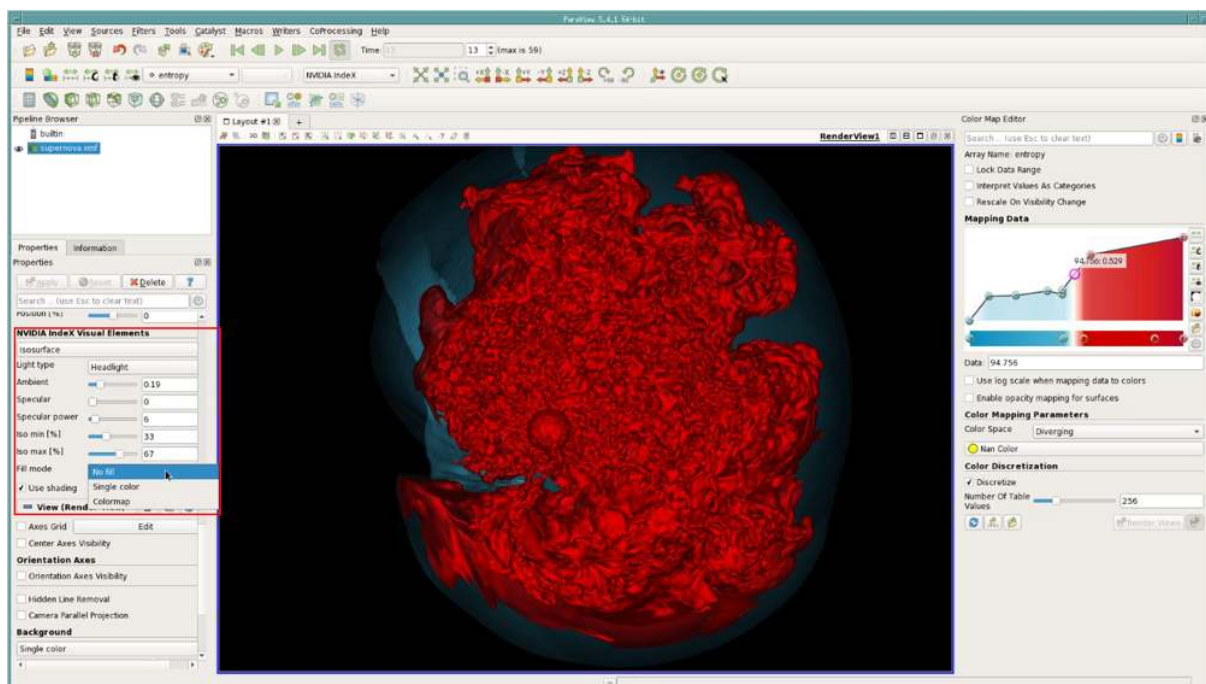 ParaView 5.4.1 64-bit
File Edit View Sources Filters Tools Catalyst Macros Writers CoProcessing Help
Time: 13 13 (max is 59)
entropy NVIDIA IndeX
Pipeline Browser
builtin:
supernova.xmf
Properties Information
Properties
Apply Reset Delete ?
Search ... (use Esc to clear text)
Position [%] 0
NVIDIA IndeX Visual Elements
Isosurface
Light type Headlight
Ambient 0.19
Specular 0
Specular power 6
Iso min [%] 33
Iso max [%] 67
Fill mode No fill
Single color
Use shading
Colormap
View
Axes Grid Edit
Center Axes Visibility
Orientation Axes
Orientation Axes Visibility
Hidden Line Removal
Camera Parallel Projection
Background
Single color
Layout #1 +
3D
RenderView1
Color Map Editor
Search ... (use Esc to clear text)
Array Name: entropy
Lock Data Range
Interpret Values As Categories
Rescale On Visibility Change
Mapping Data
94.756: 0.529
Data: 94.756
Use log scale when mapping data to colors
Enable opacity mapping for surfaces
Color Mapping Parameters
Color Space Diverging
Nan Color
Color Discretization
Discretize
Number Of Table Values 256
Render Views